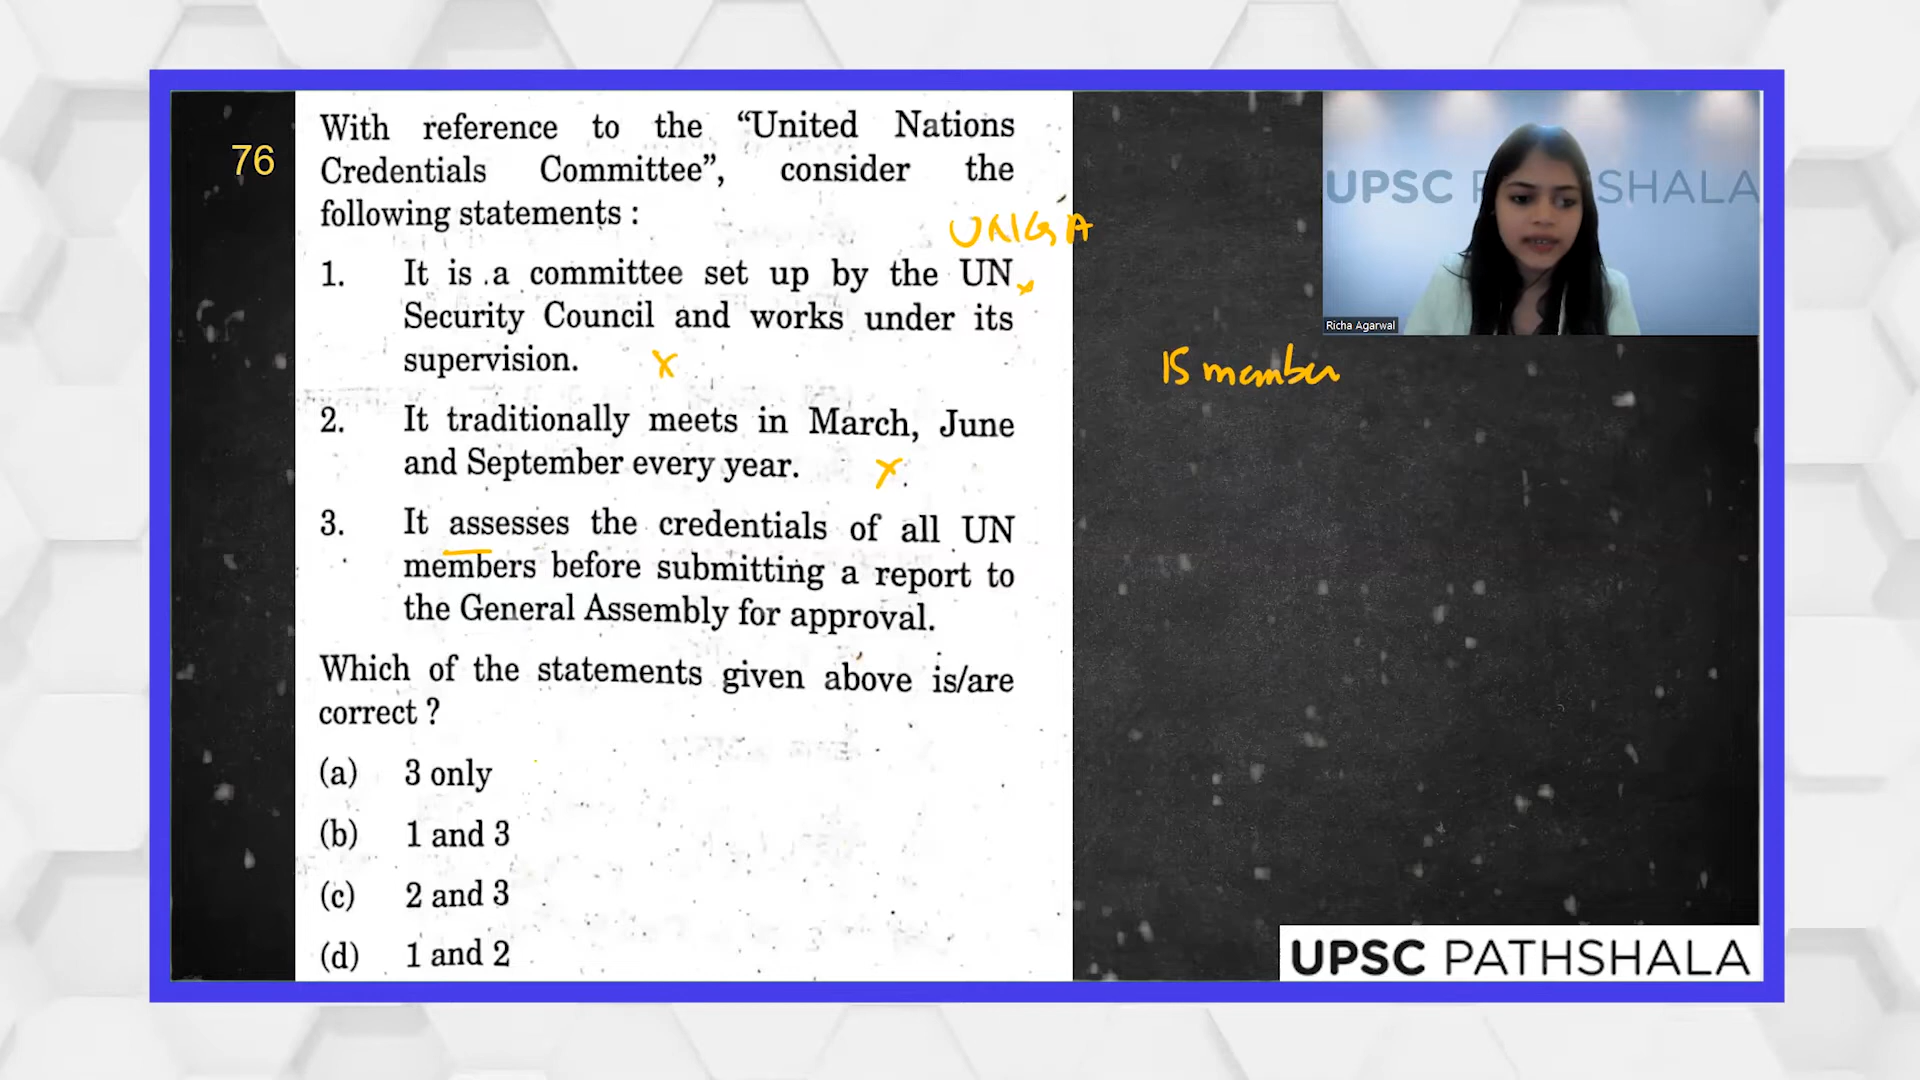 76
With reference to the “United Nations
Credentials Committee”, consider the
following statements :
UNGA
1. It is a committee set up by the UN
Security Council and works under its
supervision. x
2. It traditionally meets in March, June
and September every year. x
3. It assesses the credentials of all UN
members before submitting a report to
the General Assembly for approval.
Which of the statements given above is/are
correct ?
(a) 3 only
(b) 1 and 3
(c) 2 and 3
(d) 1 and 2
UPSC P SHALA
Richa Agarwal
15 member
UPSC PATHSHALA